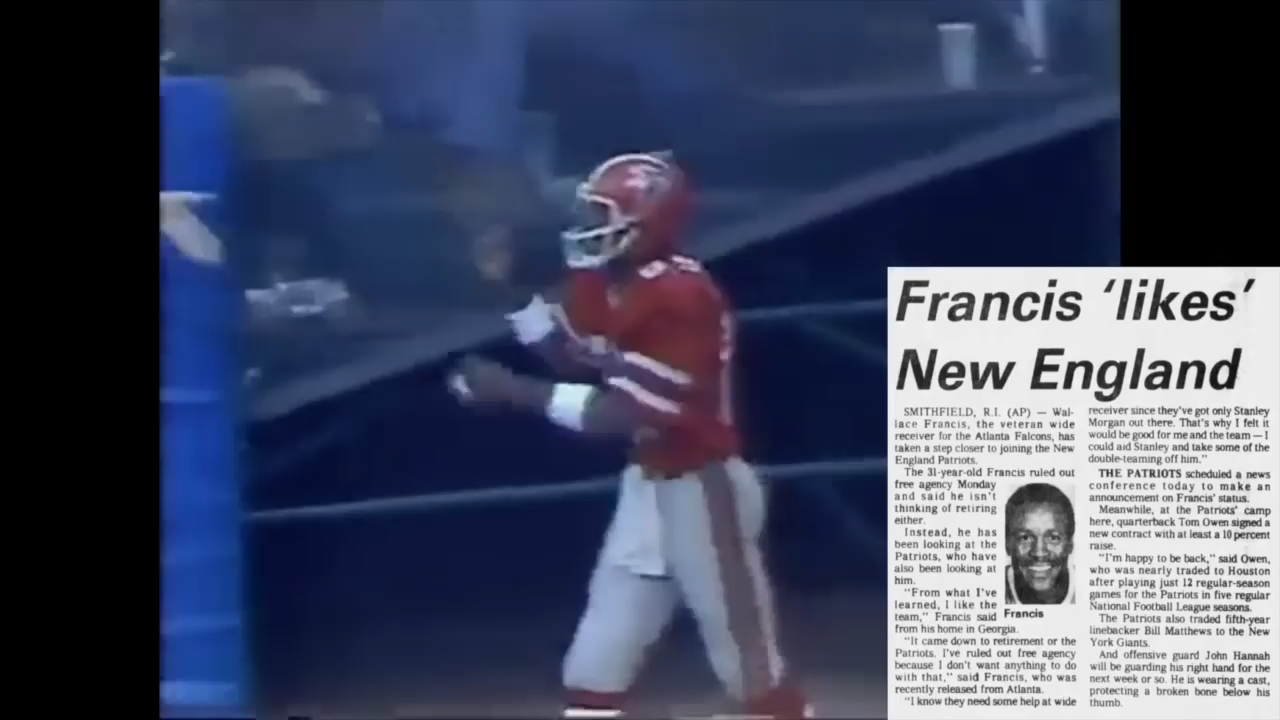 Francis ‘likes’
New England
SMITHFIELD, R.I. (AP) — Wal-
lace Francis, the veteran wide
receiver for the Atlanta Falcons, has
taken a step closer to joining the New
England Patriots.
The 31-year-old Francis ruled out
free agency Monday
and said he isn't
thinking of retiring
either.
Instead, he has
been looking at the
Patriots, who have
also been looking at
him.
"From what I've
learned, I like the
team," Francis said
from his home in Georgia.
"It came down to retirement or the
Patriots. I've ruled out free agency
because I don't want anything to do
with that," said Francis, who was
recently released from Atlanta.
"I know they need some help at wide
Francis
receiver since they've got only Stanley
Morgan out there. That's why I felt it
would be good for me and the team — I
could aid Stanley and take some of the
double-teaming off him."
THE PATRIOTS scheduled a news
conference today to make an
announcement on Francis' status.
Meanwhile, at the Patriots' camp
here, quarterback Tom Owen signed a
new contract with at least a 10 percent
raise.
"I'm happy to be back," said Owen,
who was nearly traded to Houston
after playing just 12 regular-season
games for the Patriots in five regular
National Football League seasons.
The Patriots also traded fifth-year
linebacker Bill Matthews to the New
York Giants.
And offensive guard John Hannah
will be guarding his right hand for the
next week or so. He is wearing a cast,
protecting a broken bone below his
thumb.